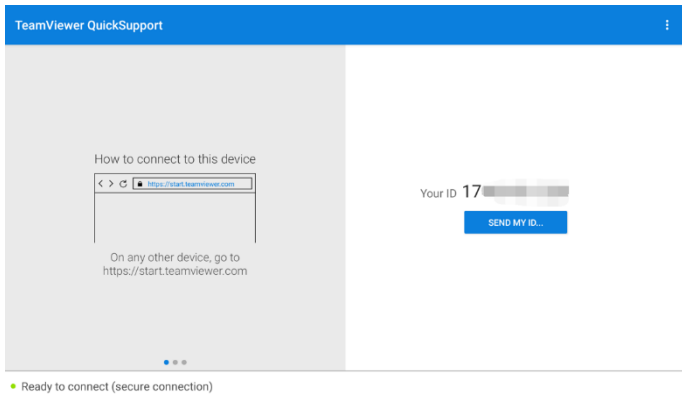 TeamViewer QuickSupport
How to connect to this device
https://start.teamviewer.com
On any other device, go to
https://start.teamviewer.com
Your ID 17
SEND MY ID...
Ready to connect (secure connection)